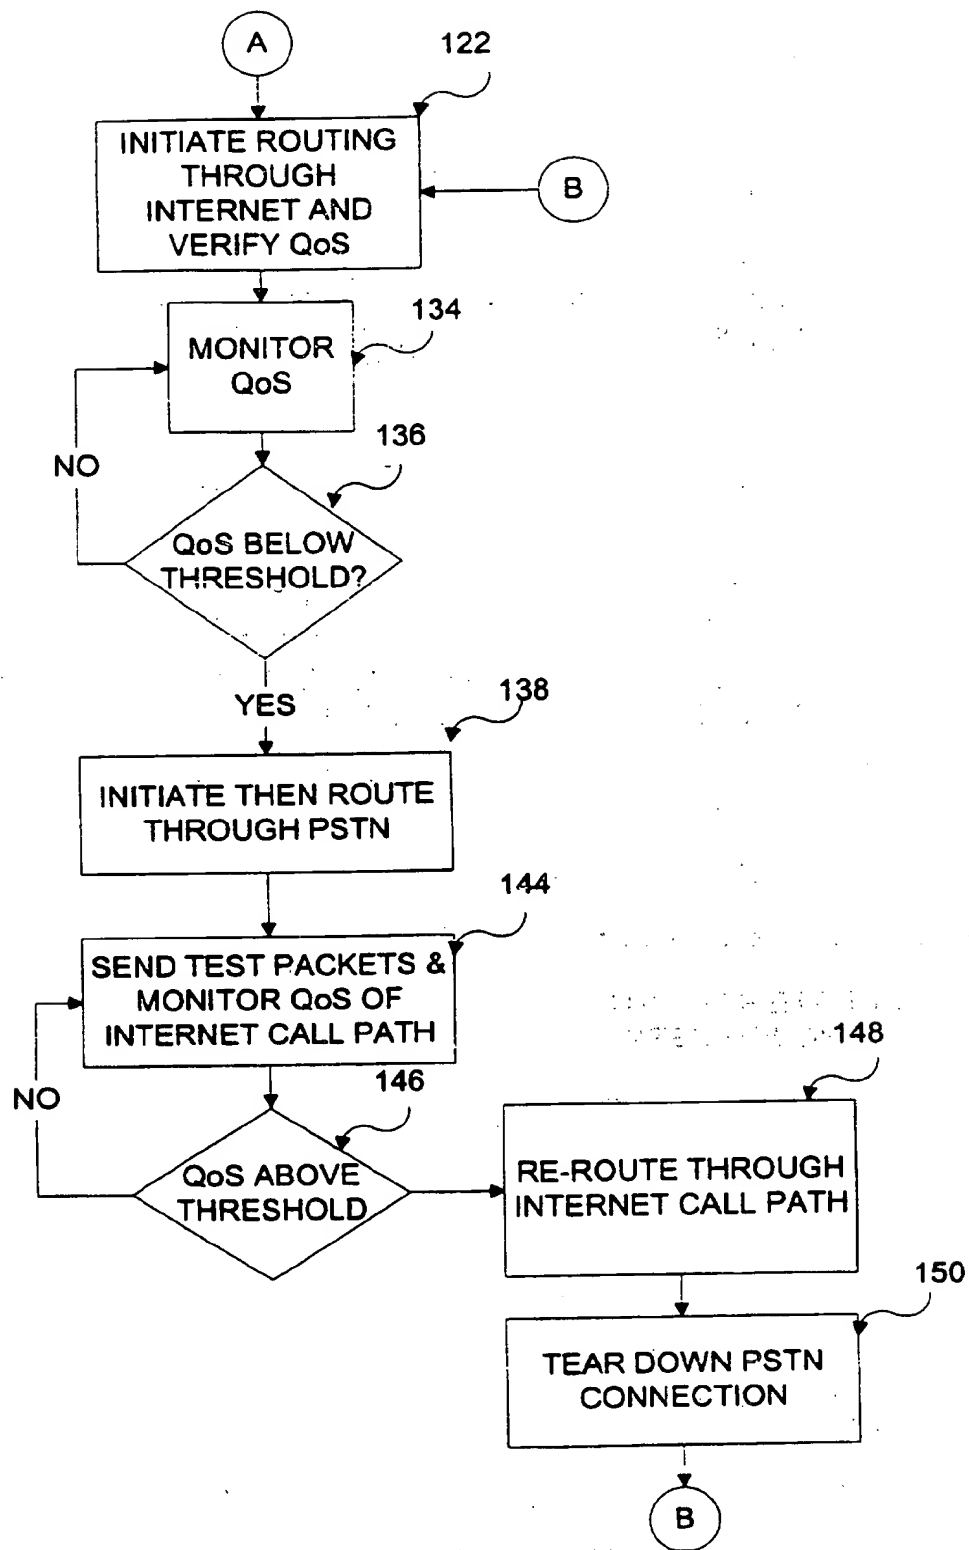 A
122
INITIATE ROUTING
THROUGH
INTERNET AND
VERIFY QoS
B
134
MONITOR
QoS
136
NO
QoS BELOW
THRESHOLD?
YES
138
INITIATE THEN ROUTE
THROUGH PSTN
144
SEND TEST PACKETS &
MONITOR QoS OF
INTERNET CALL PATH
NO
146
QoS ABOVE
THRESHOLD
148
RE-ROUTE THROUGH
INTERNET CALL PATH
150
TEAR DOWN PSTN
CONNECTION
B